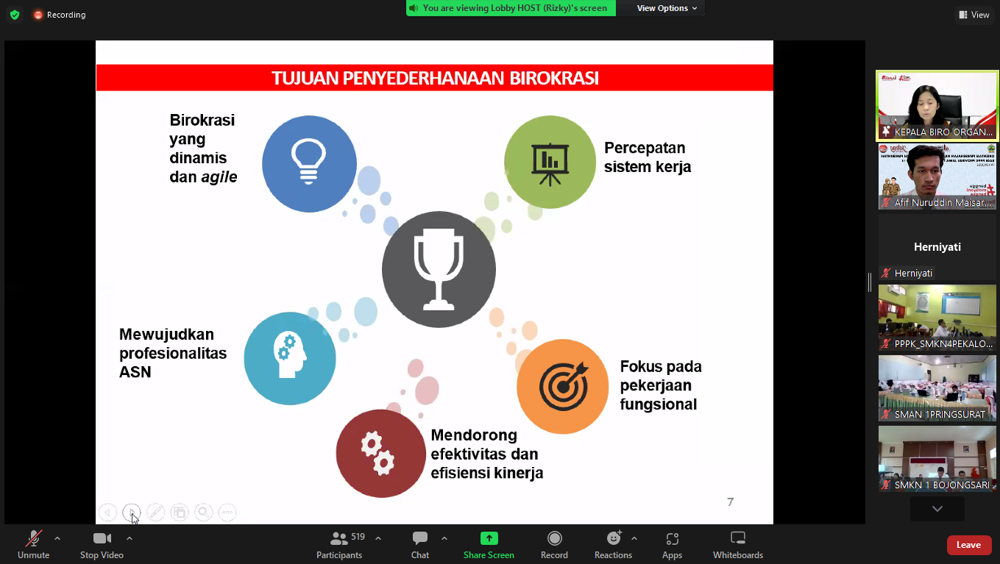 Recording
You are viewing Lobby HOST (Rizky)'s screen
View Options
View
TUJUAN PENYEDERHANAAN BIROKRASI
Birokrasi
yang
dinamis
dan agile
Percepatan
sistem kerja
Mewujudkan
profesionalitas
ASN
Fokus pada
pekerjaan
fungsional
Mendorong
efektivitas dan
efisiensi kinerja
7
KEPALA BIRO ORGAN...
Afif Nuruddin Maisar...
Herniyati
Herniyati
PPPK_SMKN4PEKALO...
SMAN 1PRINGSURAT
SMKN 1 BOJONGSARI
Unmute
Stop Video
519
Participants
Chat
Share Screen
Record
Reactions
Apps
Whiteboards
Leave